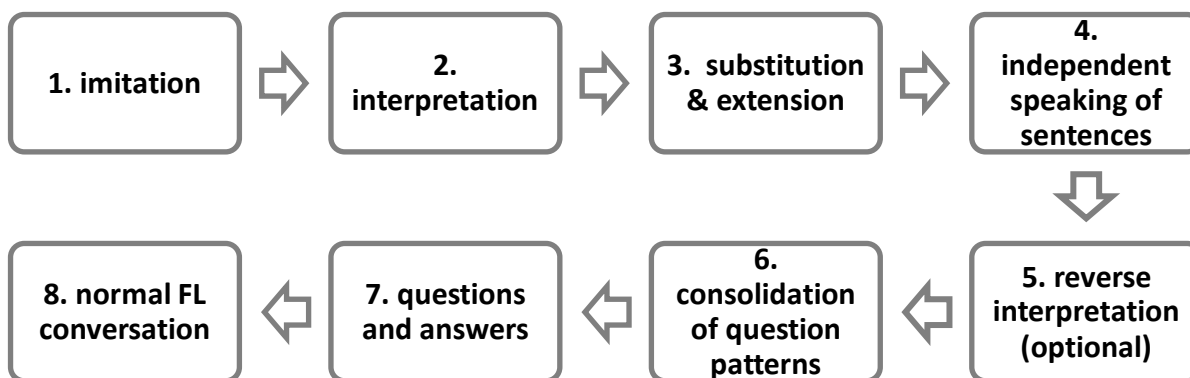 1. imitation
2.
interpretation
3. substitution
& extension
4.
independent
speaking of
sentences
5. reverse
interpretation
(optional)
6.
consolidation
of question
patterns
7. questions
and answers
8. normal FL
conversation